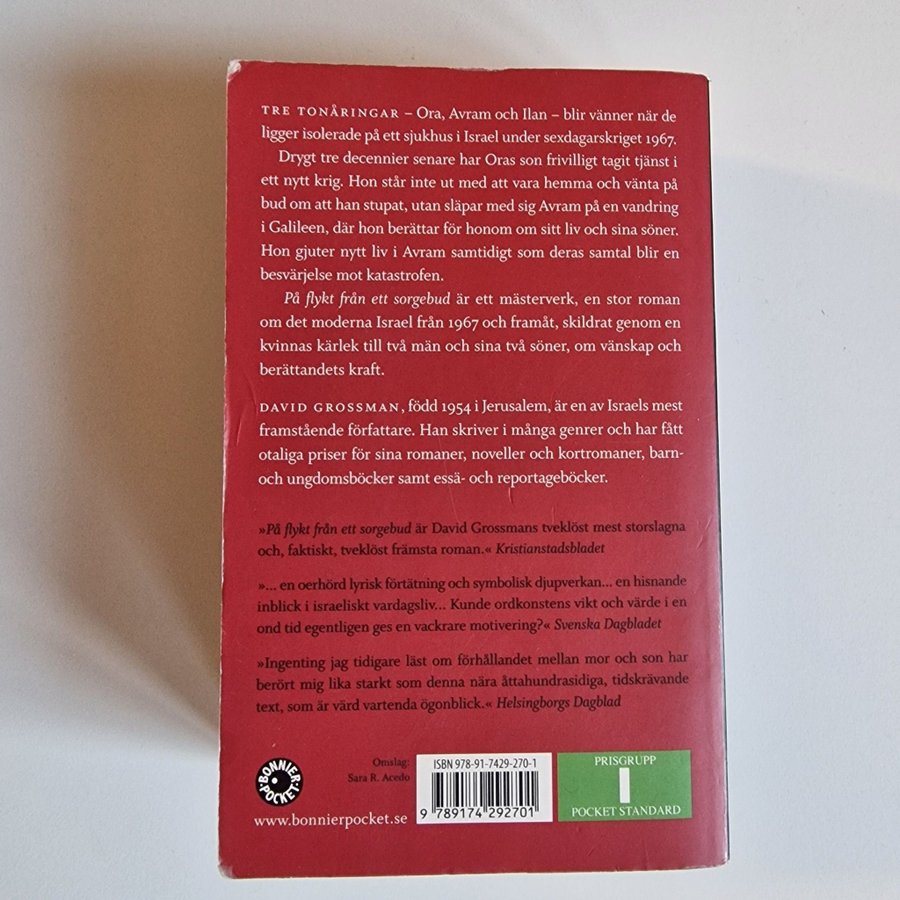 TRE TONÅRINGAR – Ora, Avram och Ilan – blir vänner när de
ligger isolerade på ett sjukhus i Israel under sexdagarskriget 1967.
Drygt tre decennier senare har Oras son frivilligt tagit tjänst i
ett nytt krig. Hon står inte ut med att vara hemma och vänta på
bud om att han stupat, utan släpar med sig Avram på en vandring
i Galileen, där hon berättar för honom om sitt liv och sina söner.
Hon gjuter nytt liv i Avram samtidigt som deras samtal blir en
besvärjelse mot katastrofen.
På flykt från ett sorgebud är ett mästerverk, en stor roman
om det moderna Israel från 1967 och framåt, skildrat genom en
kvinnas kärlek till två män och sina två söner, om vänskap och
berättandets kraft.
DAVID GROSSMAN, född 1954 i Jerusalem, är en av Israels mest
framstående författare. Han skriver i många genrer och har fått
otaliga priser för sina romaner, noveller och kortromaner, barn-
och ungdomsböcker samt essä- och reportageböcker.
»På flykt från ett sorgebud är David Grossmans tveklöst mest storslagna
och, faktiskt, tveklöst främsta roman.« Kristianstadsbladet
»... en oerhörd lyrisk förtätning och symbolisk djupverkan... en hisnande
inblick i israeliskt vardagsliv... Kunde ordkonstens vikt och värde i en
ond tid egentligen ges en vackrare motivering?« Svenska Dagbladet
»Ingenting jag tidigare läst om förhållandet mellan mor och son har
berört mig lika starkt som denna nära åttahundrasidiga, tidskrävande
text, som är värd vartenda ögonblick.« Helsingborgs Dagblad
BONNIER
POCKET
www.bonnierpocket.se
Omslag:
Sara R. Acedo
ISBN 978-91-7429-270-1
9 789174 292701
PRISGRUPP
1
POCKET STANDARD